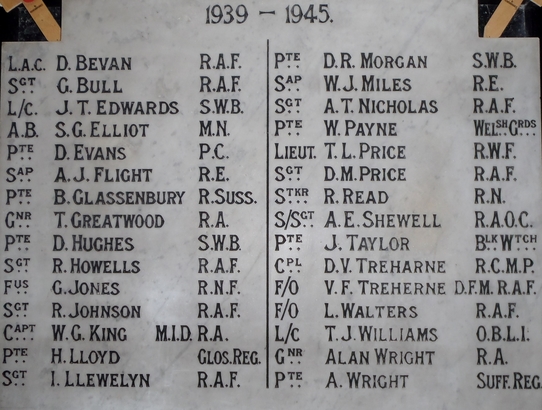 1939 – 1945.
L.A.C. D. BEVAN R.A.F.
SGT G. BULL R.A.F.
L/C. J. T. EDWARDS S.W.B.
A.B. S.G. ELLIOT M.N.
PTE D. EVANS P.C.
SAP A.J. FLIGHT R.E.
PTE B. GLASSENBURY R.SUSS.
GNR T. GREATWOOD R.A.
PTE D. HUGHES S.W.B.
SGT R. HOWELLS R.A.F.
FUS G. JONES R.N.F.
SGT R. JOHNSON R.A.F.
CAPT W.G. KING M.I.D. R.A.
PTE H. LLOYD GLOS.REG.
SGT I. LLEWELYN R.A.F.
PTE D.R. MORGAN S.W.B.
SAP W.J. MILES R.E.
SGT A.T. NICHOLAS R.A.F.
PTE W. PAYNE WELSH GRDS
LIEUT. T.L. PRICE R.W.F.
SGT D.M. PRICE R.A.F.
STKR R. READ R.N.
S/SGT A.E. SHEWELL R.A.O.C.
PTE J. TAYLOR BLK WTCH
CPL D.V. TREHARNE R.C.M.P.
F/O V.F. TREHERNE D.F.M. R.A.F.
F/O L. WALTERS R.A.F.
L/C T.J. WILLIAMS O.B.L.I.
GNR ALAN WRIGHT R.A.
PTE A. WRIGHT SUFF.REG.